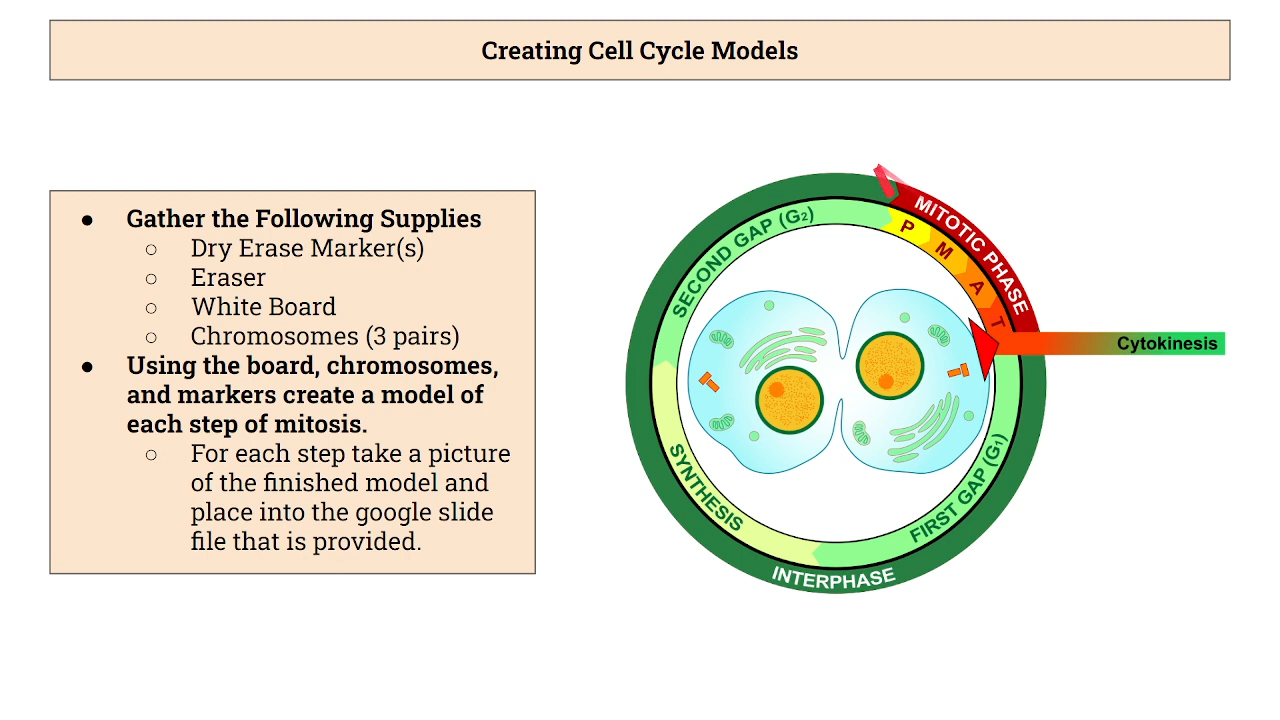 Creating Cell Cycle Models
● Gather the Following Supplies
○ Dry Erase Marker(s)
○ Eraser
○ White Board
○ Chromosomes (3 pairs)
● Using the board, chromosomes,
and markers create a model of
each step of mitosis.
○ For each step take a picture
of the finished model and
place into the google slide
file that is provided.
SECOND GAP (G₂)
P
M
A
T
MITOTIC PHASE
Cytokinesis
FIRST GAP (G₁)
SYNTHESIS
INTERPHASE